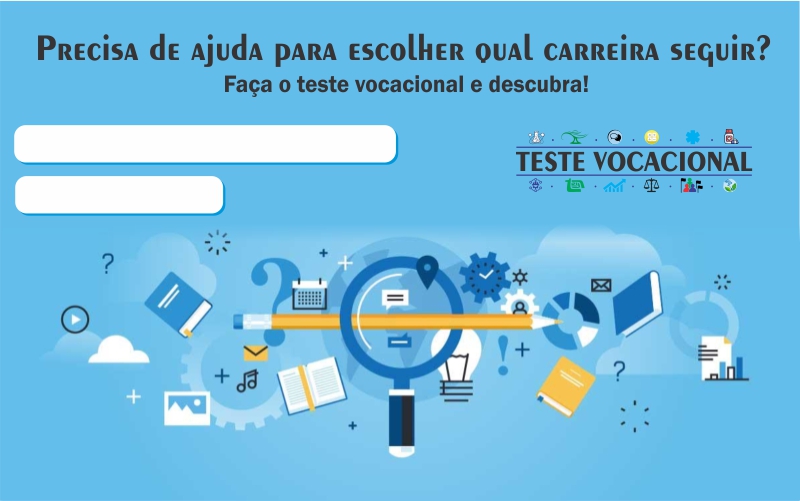 Precisa de ajuda para escolher qual carreira seguir?
Faça o teste vocacional e descubra!
TESTE VOCACIONAL